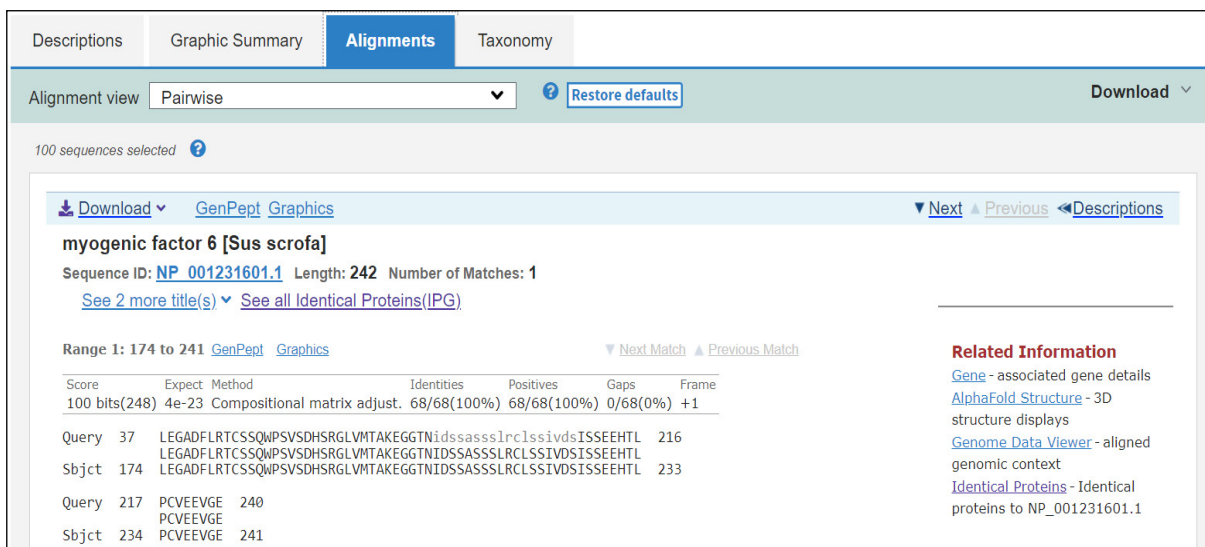 Descriptions Graphic Summary Alignments Taxonomy
Alignment view Pairwise ? Restore defaults Download
100 sequences selected ?
Download GenPept Graphics Next Previous Descriptions
myogenic factor 6 [Sus scrofa]
Sequence ID: NP_001231601.1 Length: 242 Number of Matches: 1
See 2 more title(s) See all Identical Proteins(IPG)
Range 1: 174 to 241 GenPept Graphics Next Match Previous Match
Score Expect Method Identities Positives Gaps Frame
100 bits(248) 4e-23 Compositional matrix adjust. 68/68(100%) 68/68(100%) 0/68(0%) +1
Query 37 LEGADFLRTCSSQWPSVSDHSRGLVMTAKEGGTNidssassslrclssivdsISSEEHTL 216
LEGADFLRTCSSQWPSVSDHSRGLVMTAKEGGTNIDSSASSSLRCLSSIVDSISSEEHTL
Sbjct 174 LEGADFLRTCSSQWPSVSDHSRGLVMTAKEGGTNIDSSASSSLRCLSSIVDSISSEEHTL 233
Query 217 PCVEEVGE 240
PCVEEVGE
Sbjct 234 PCVEEVGE 241
Related Information
Gene - associated gene details
AlphaFold Structure - 3D
structure displays
Genome Data Viewer - aligned
genomic context
Identical Proteins - Identical
proteins to NP_001231601.1